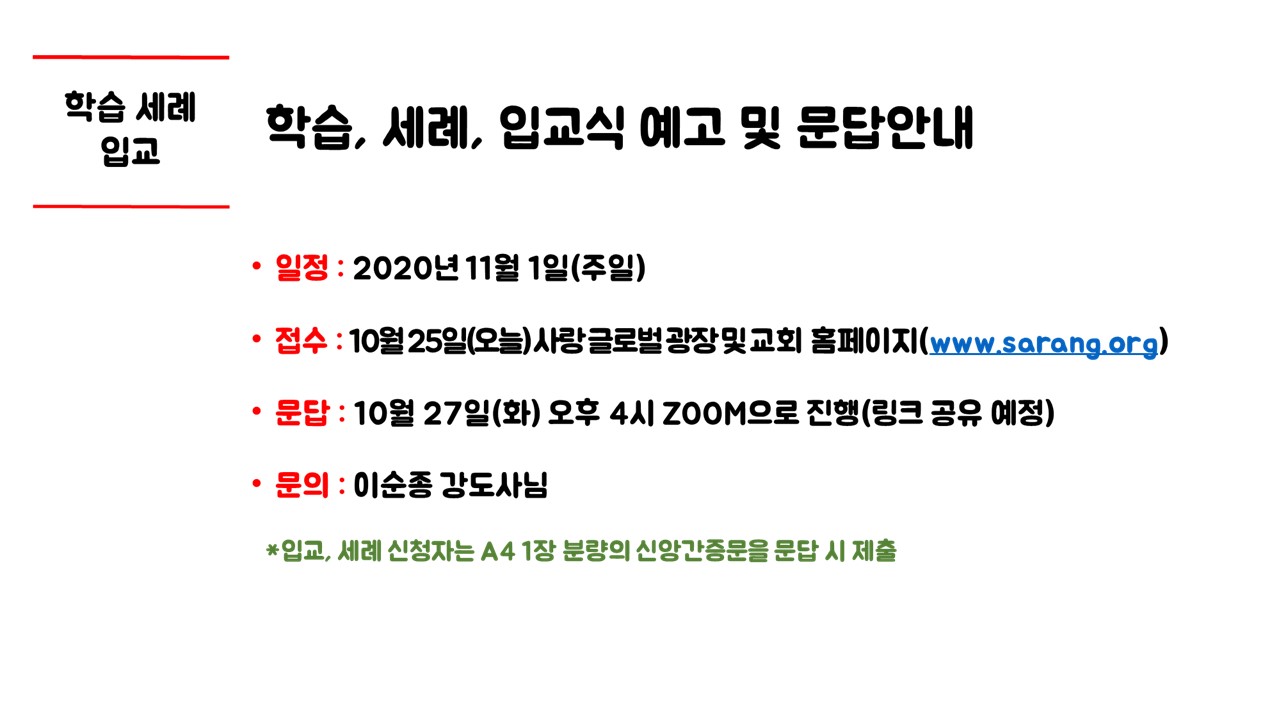 학습 세례
입교
학습, 세례, 입교식 예고 및 문답안내
• 일정 : 2020년 11월 1일(주일)
• 접수 : 10월 25일(오늘) 사랑글로벌광장 및 교회 홈페이지(www.sarang.org)
• 문답 : 10월 27일(화) 오후 4시 ZOOM으로 진행(링크 공유 예정)
• 문의 : 이순종 강도사님
*입교, 세례 신청자는 A4 1장 분량의 신앙간증문을 문답 시 제출